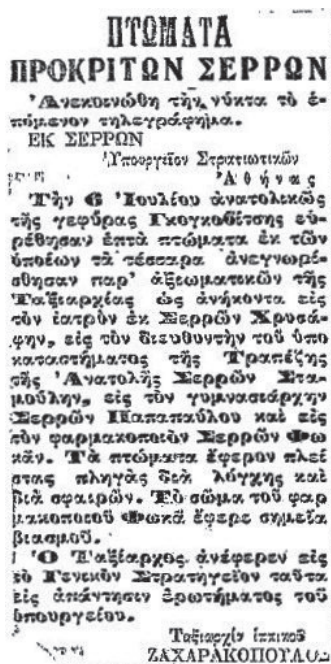 ΠΤΩΜΑΤΑ
ΠΡΟΚΡΙΤΩΝ ΣΕΡΡΩΝ
Ἀνεκοινώθη τὴν νύκτα τὸ ἑ-
πόμενον τηλεγράφημα.
ΕΚ ΣΕΡΡΩΝ
Ὑπουργεῖον Στρατιωτικῶν
Ἀθήνας
Τὴν 6 Ἰουλίου ἀνατολικῶς
τῆς γεφύρας Γκογκοβίτσης εὑ-
ρέθησαν ἑπτὰ πτώματα ἐκ τῶν
ὁποίων τὰ τέσσαρα ἀνεγνωρί-
σθησαν παρ' ἀξιωματικῶν τῆς
Ταξιαρχίας ὡς ἀνήκοντα εἰς
τὸν ἰατρὸν ἐκ Σερρῶν Χρυσά-
φην, εἰς τὸν διευθυντὴν τοῦ ὑπο
καταστήματος τῆς Τραπέζης
τῆς Ἀνατολῆς Σερρῶν Στα-
μούλην, εἰς τὸν γυμνασιάρχην
Σερρῶν Παπαπαύλου καὶ εἰς
τὸν φαρμακοποιὸν Σερρῶν Φω
κᾶν. Τὰ πτώματα ἔφερον πλεί
στας πληγὰς διὰ λόγχης καὶ
διὰ σφαιρῶν. Τὸ σῶμα τοῦ φαρ
μακοποιοῦ Φωκᾶ ἔφερε σημεῖα
βιασμοῦ.
Ὁ Ταξίαρχος ἀνέφερεν εἰς
τὸ Γενικὸν Στρατηγεῖον ταῦτα
εἰς ἀπάντησιν ἐρωτήματος τοῦ
ὑπουργείου.
Ταξιαρχία ἱππικοῦ
ΖΑΧΑΡΑΚΟΠΟΥΛΟΣ